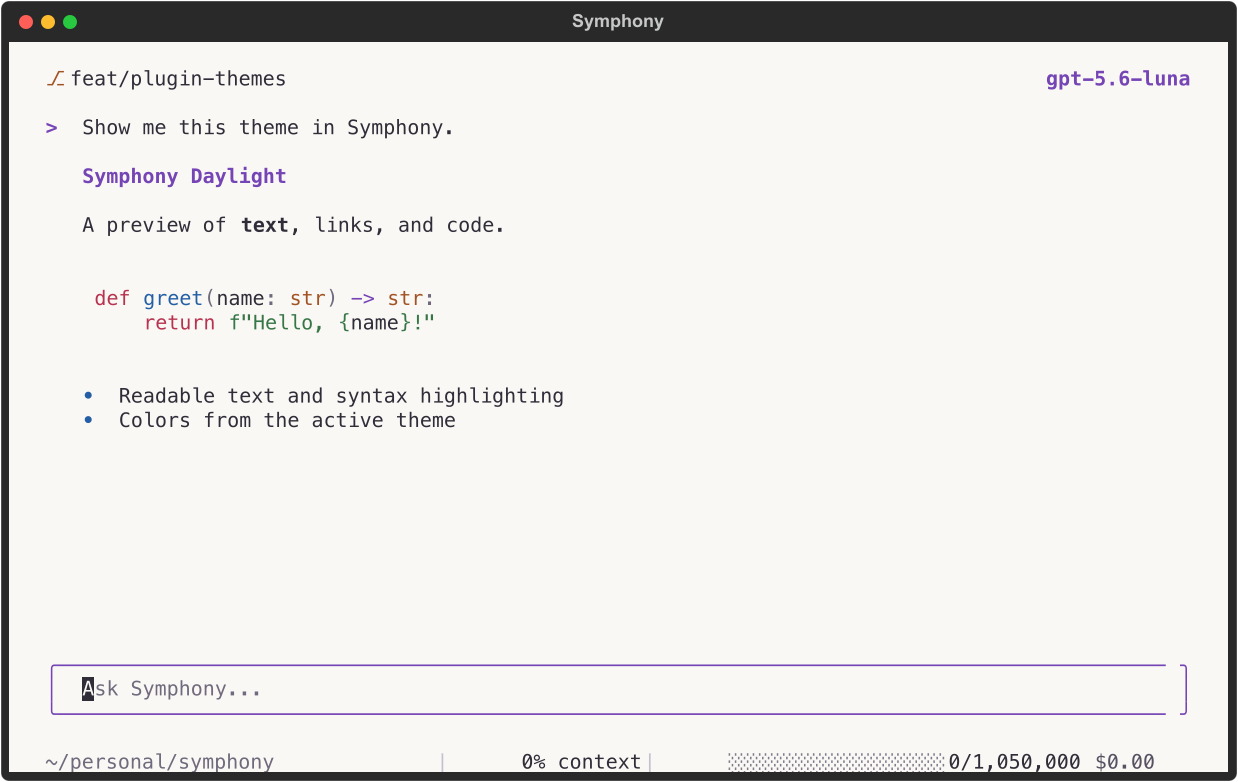 Symphony
feat/plugin-themes gpt-5.6-luna
> Show me this theme in Symphony.
Symphony Daylight
A preview of text, links, and code.
def greet(name: str) -> str:
    return f"Hello, {name}!"
• Readable text and syntax highlighting
• Colors from the active theme
Ask Symphony...
~/personal/symphony | 0% context | 0/1,050,000 $0.00